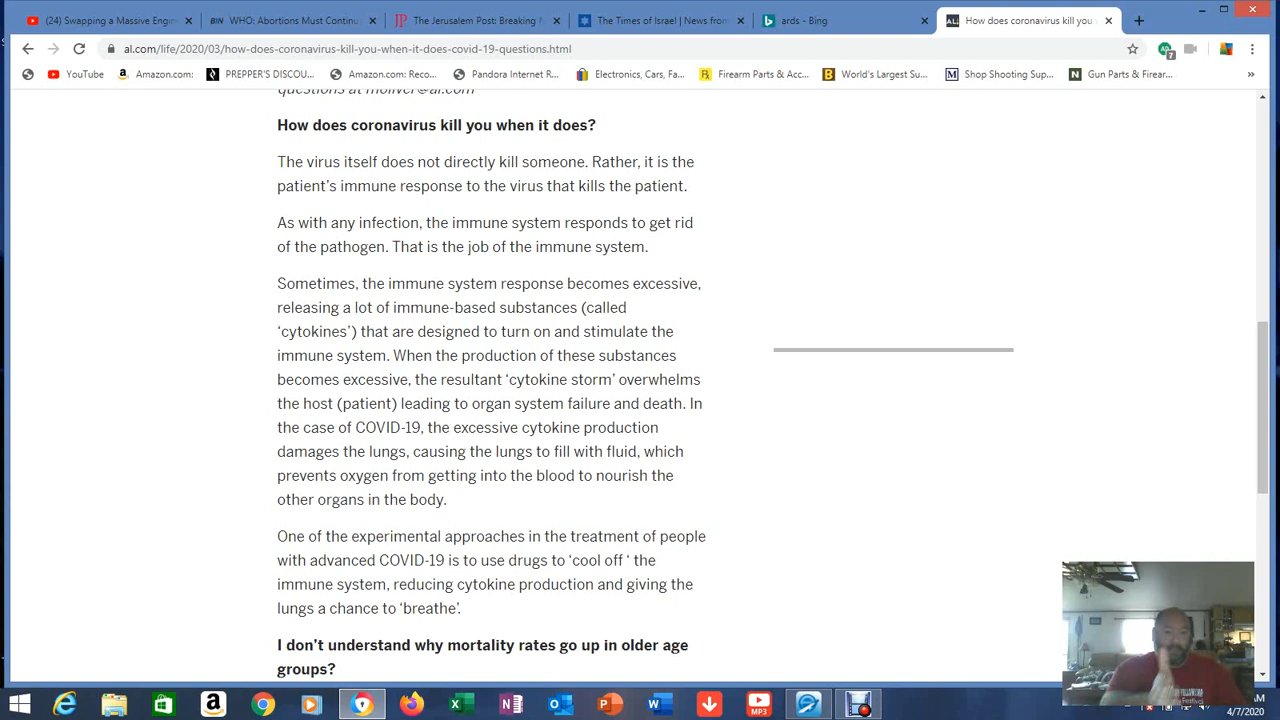 (24) Swapping a Massive Engin
BIN WHO: Abortions Must Continu
JP The Jerusalem Post: Breaking N
The Times of Israel | News from
ards - Bing
AL. How does coronavirus kill you
al.com/life/2020/03/how-does-coronavirus-kill-you-when-it-does-covid-19-questions.html
7
YouTube
Amazon.com:
PREPPER'S DISCOU...
Amazon.com: Reco...
Pandora Internet R...
Electronics, Cars, Fa...
Firearm Parts & Acc...
World's Largest Su...
Shop Shooting Sup...
Gun Parts & Firear...
»
questions at moliver@al.com
How does coronavirus kill you when it does?
The virus itself does not directly kill someone. Rather, it is the
patient's immune response to the virus that kills the patient.
As with any infection, the immune system responds to get rid
of the pathogen. That is the job of the immune system.
Sometimes, the immune system response becomes excessive,
releasing a lot of immune-based substances (called
‘cytokines’) that are designed to turn on and stimulate the
immune system. When the production of these substances
becomes excessive, the resultant ‘cytokine storm’ overwhelms
the host (patient) leading to organ system failure and death. In
the case of COVID-19, the excessive cytokine production
damages the lungs, causing the lungs to fill with fluid, which
prevents oxygen from getting into the blood to nourish the
other organs in the body.
One of the experimental approaches in the treatment of people
with advanced COVID-19 is to use drugs to ‘cool off ‘ the
immune system, reducing cytokine production and giving the
lungs a chance to ‘breathe’.
I don't understand why mortality rates go up in older age
groups?
MP3
4/7/2020